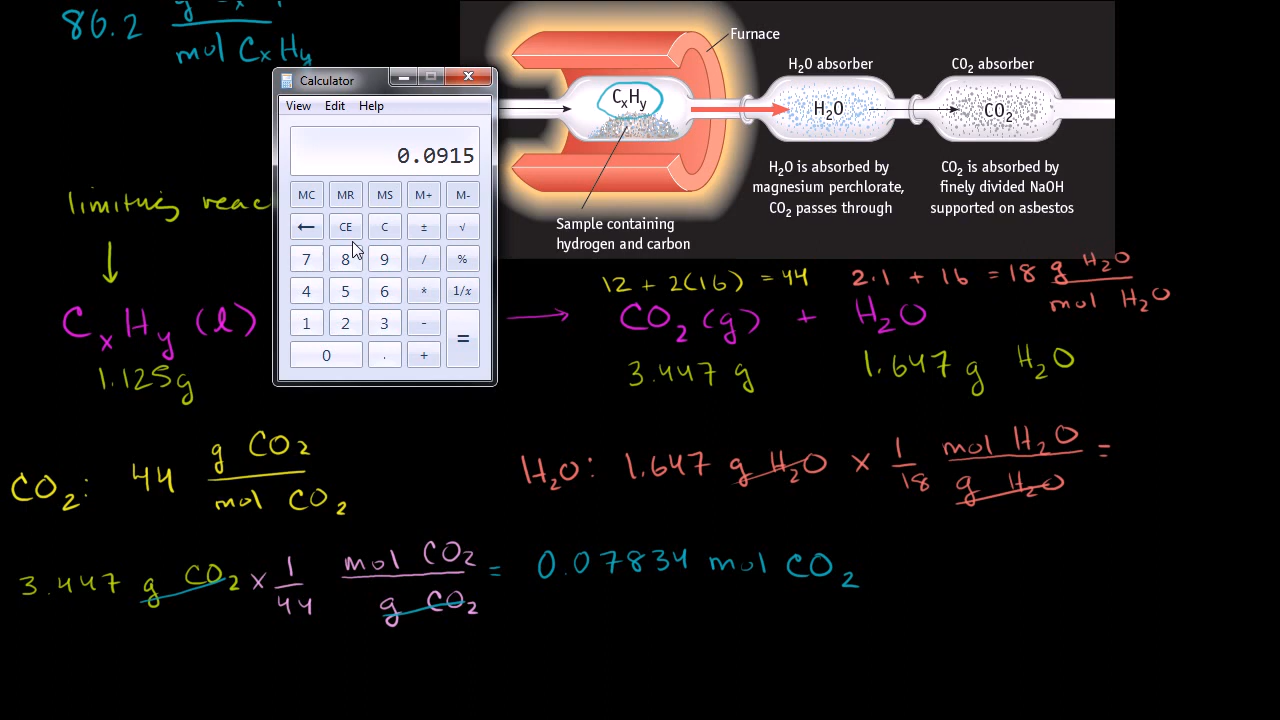 86.2
mol CxHy
Calculator
View Edit Help
0.0915
MC MR MS M+ M-
← CE C ± √
7 8 9 / %
4 5 6 * 1/x
1 2 3 - =
0 . +
Furnace
H₂O absorber
CO₂ absorber
CxHy
H₂O
CO₂
H₂O is absorbed by
magnesium perchlorate,
CO₂ passes through
CO₂ is absorbed by
finely divided NaOH
supported on asbestos
Sample containing
hydrogen and carbon
limiting reac
12 + 2(16) = 44
2·1 + 16 = 18 g H₂O / mol H₂O
CxHy (l) → CO₂(g) + H₂O
1.125g 3.447 g 1.647 g H₂O
CO₂: 44 g CO₂ / mol CO₂
H₂O: 1.647 g H₂O × 1/18 mol H₂O / g H₂O =
3.447 g CO₂ × 1/44 mol CO₂ / g CO₂ = 0.07834 mol CO₂